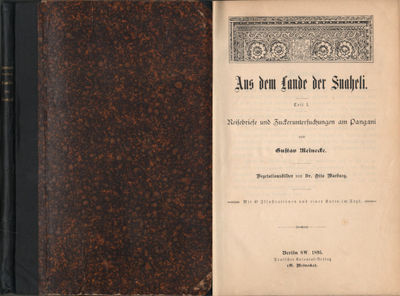 Aus dem Lande der Suaheli.
Teil I.
Reisebriefe und Zuckeruntersuchungen am Pangani
von
Gustav Meinecke.
Vegetationsbilder von Dr. Otto Warburg.
Mit 40 Illustrationen und einer Karte im Text.
Berlin SW. 1895.
Deutscher Kolonial-Verlag
(G. Meinecke).